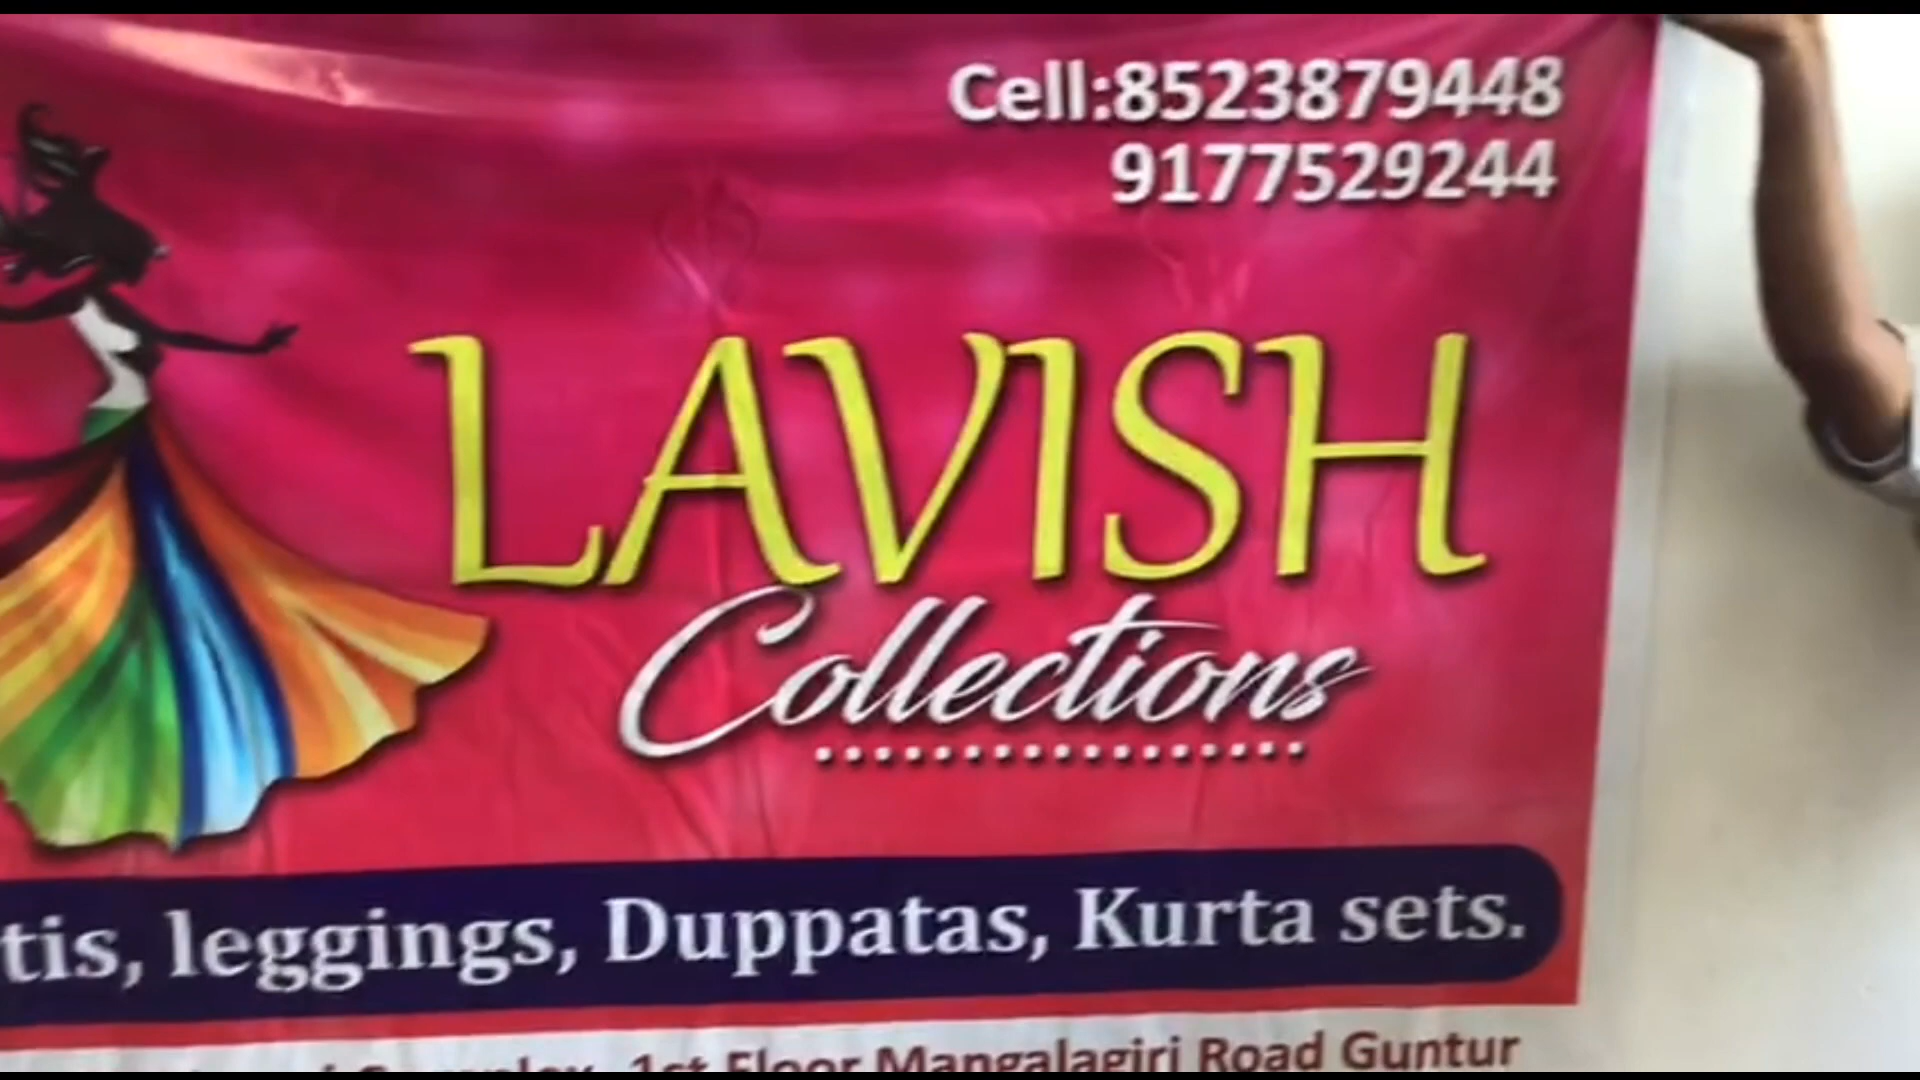 Cell:8523879448
9177529244
LAVISH
Collections
tis, leggings, Duppatas, Kurta sets.
1st Floor Mangalagiri Road Guntur